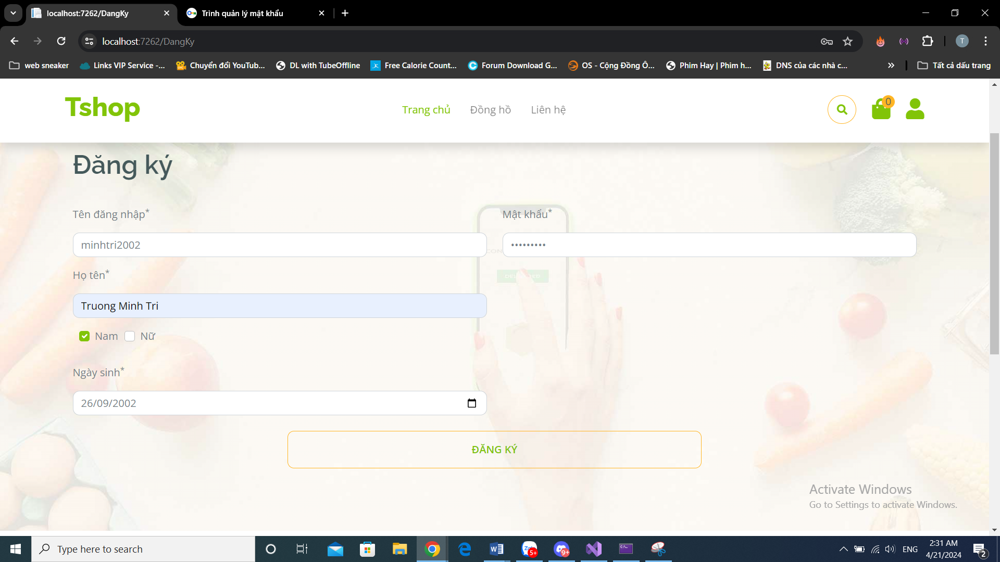 localhost:7262/DangKy
Trình quản lý mật khẩu
localhost:7262/DangKy
T
web sneaker
Links VIP Service -...
Chuyển đổi YouTub...
DL with TubeOffline
Free Calorie Count...
Forum Download G...
OS - Cộng Đồng Ô...
Phim Hay | Phim h...
DNS của các nhà c...
Tất cả dấu trang
Tshop
Trang chủ
Đồng hồ
Liên hệ
0
Đăng ký
Tên đăng nhập*
Mật khẩu*
minhtri2002
•••••••••
Họ tên*
Truong Minh Tri
Nam
Nữ
Ngày sinh*
26/09/2002
ĐĂNG KÝ
Activate Windows
Go to Settings to activate Windows.
Type here to search
5+
9+
ENG
2:31 AM
4/21/2024
2